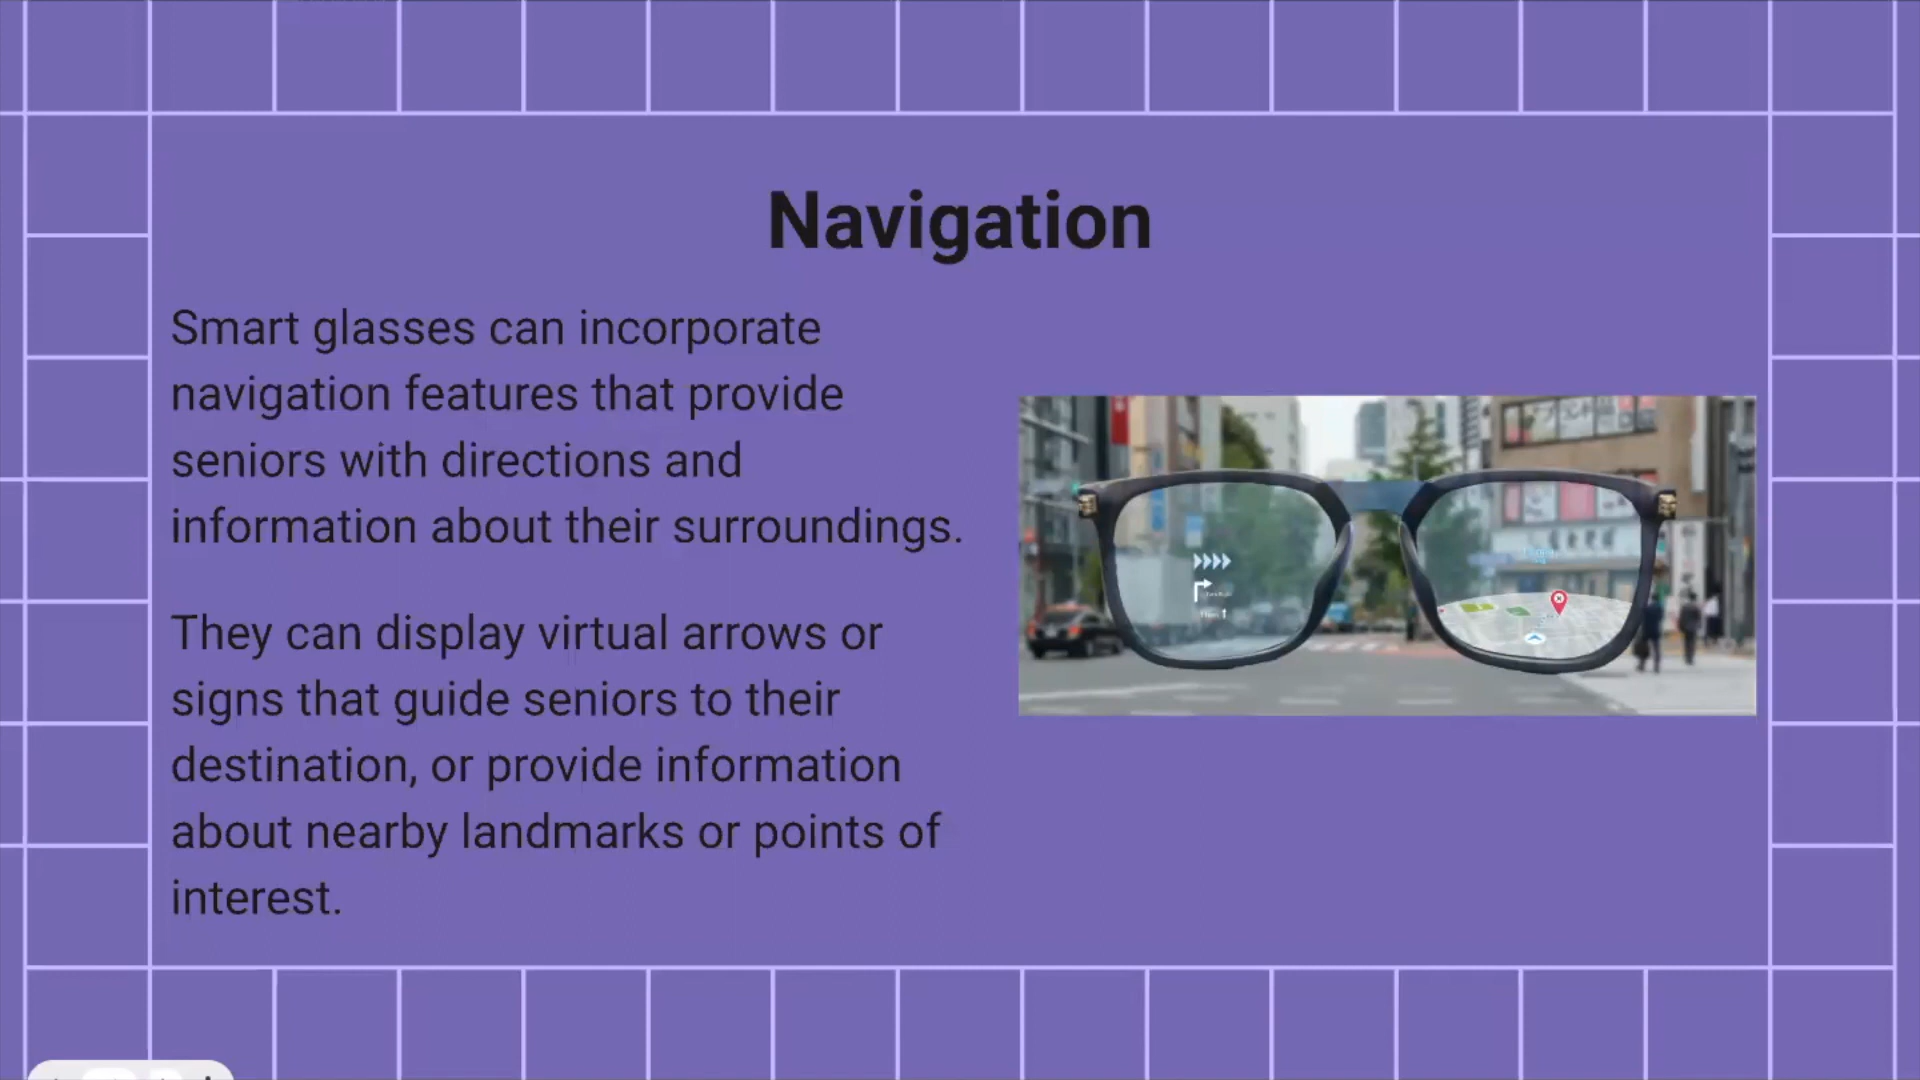 Navigation
Smart glasses can incorporate
navigation features that provide
seniors with directions and
information about their surroundings.
They can display virtual arrows or
signs that guide seniors to their
destination, or provide information
about nearby landmarks or points of
interest.